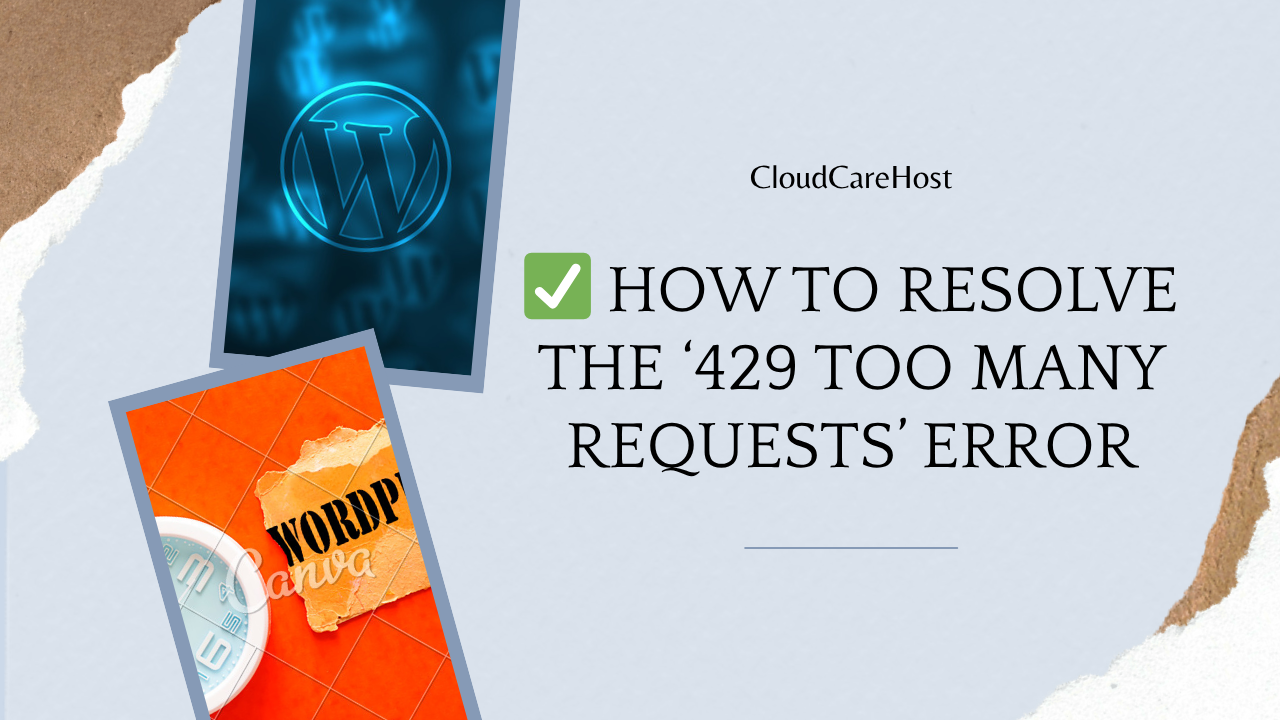 CloudCareHost
✅ HOW TO RESOLVE
THE ‘429 TOO MANY
REQUESTS’ ERROR
WORDP
Canva